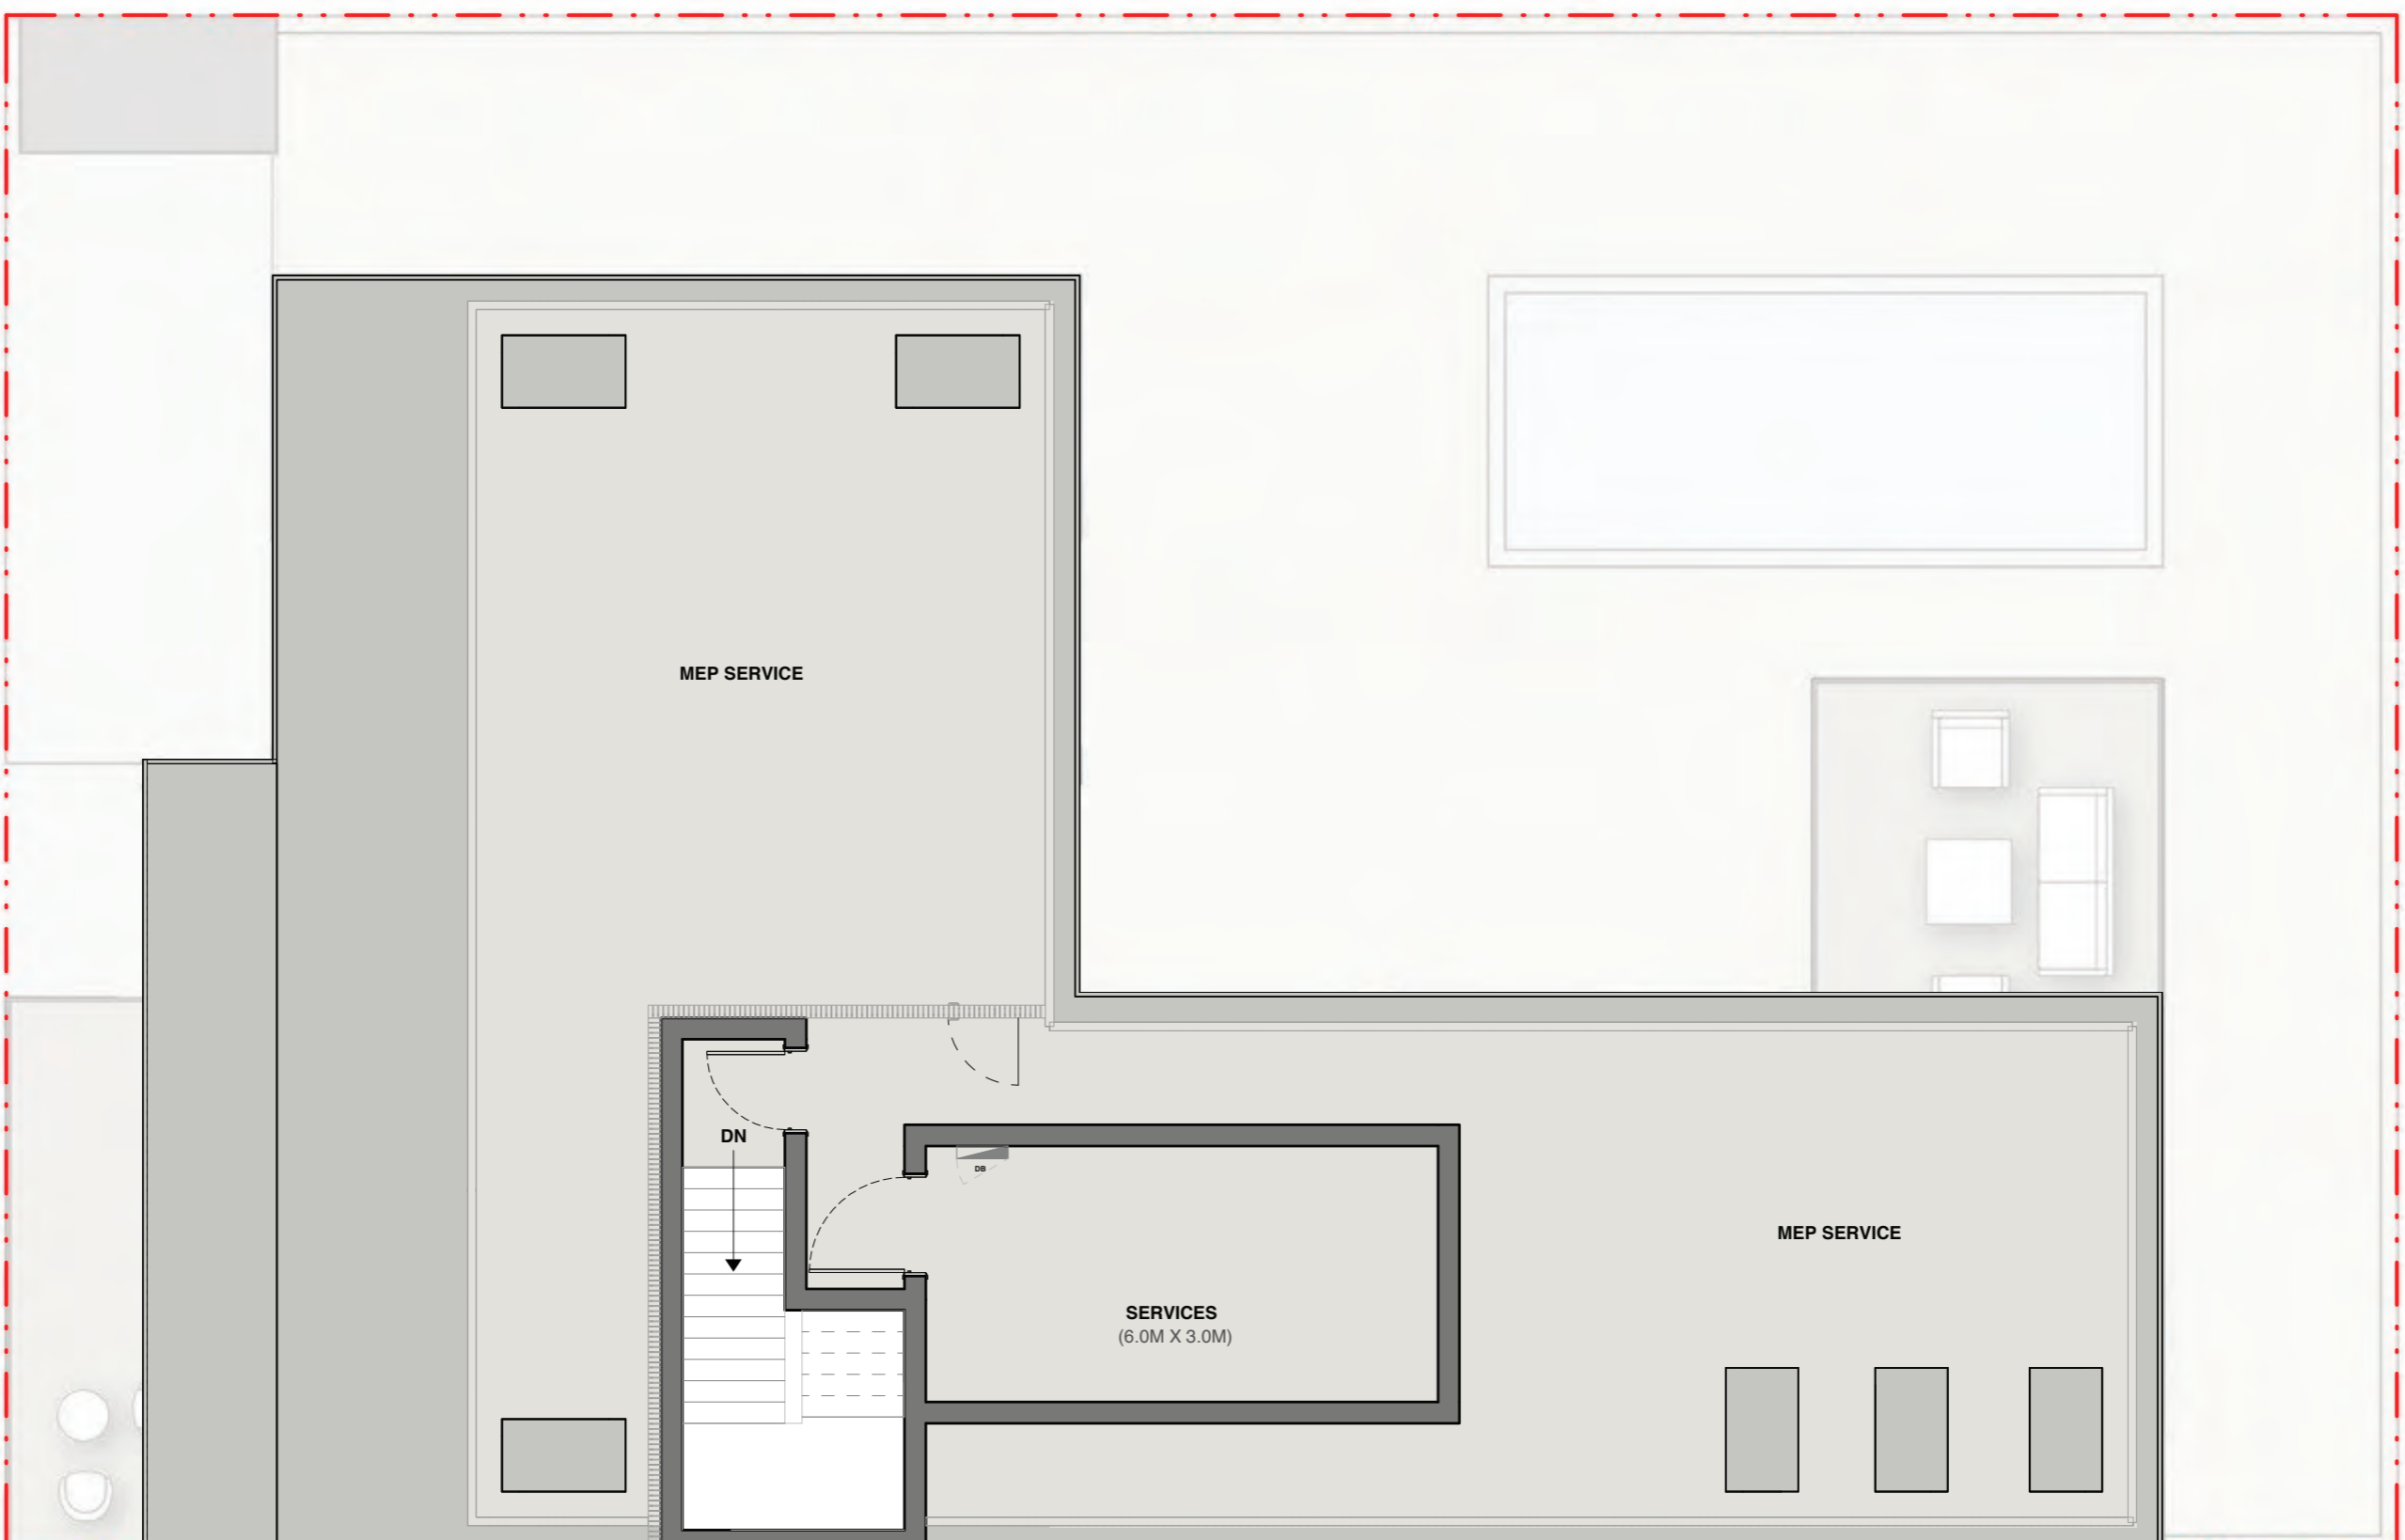 MEP SERVICE
DN
DB
MEP SERVICE
SERVICES
(6.0M X 3.0M)